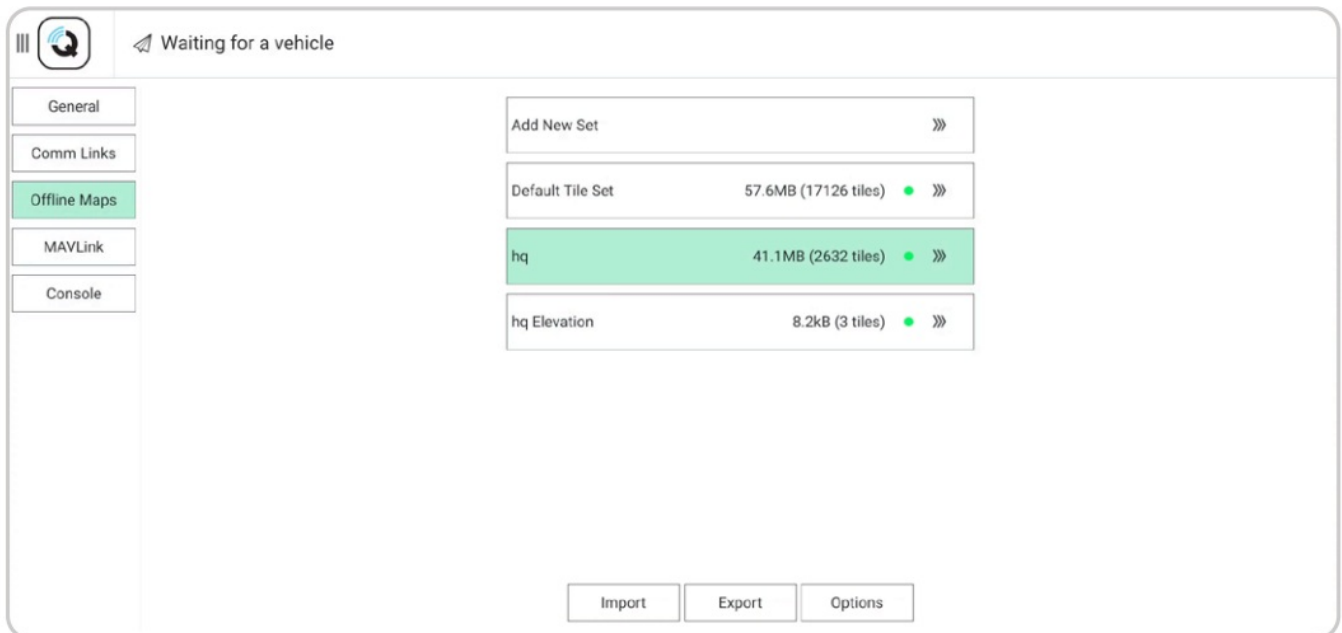 Waiting for a vehicle
General
Comm Links
Offline Maps
MAVLink
Console
Add New Set
Default Tile Set 57.6MB (17126 tiles)
hq 41.1MB (2632 tiles)
hq Elevation 8.2kB (3 tiles)
Import Export Options